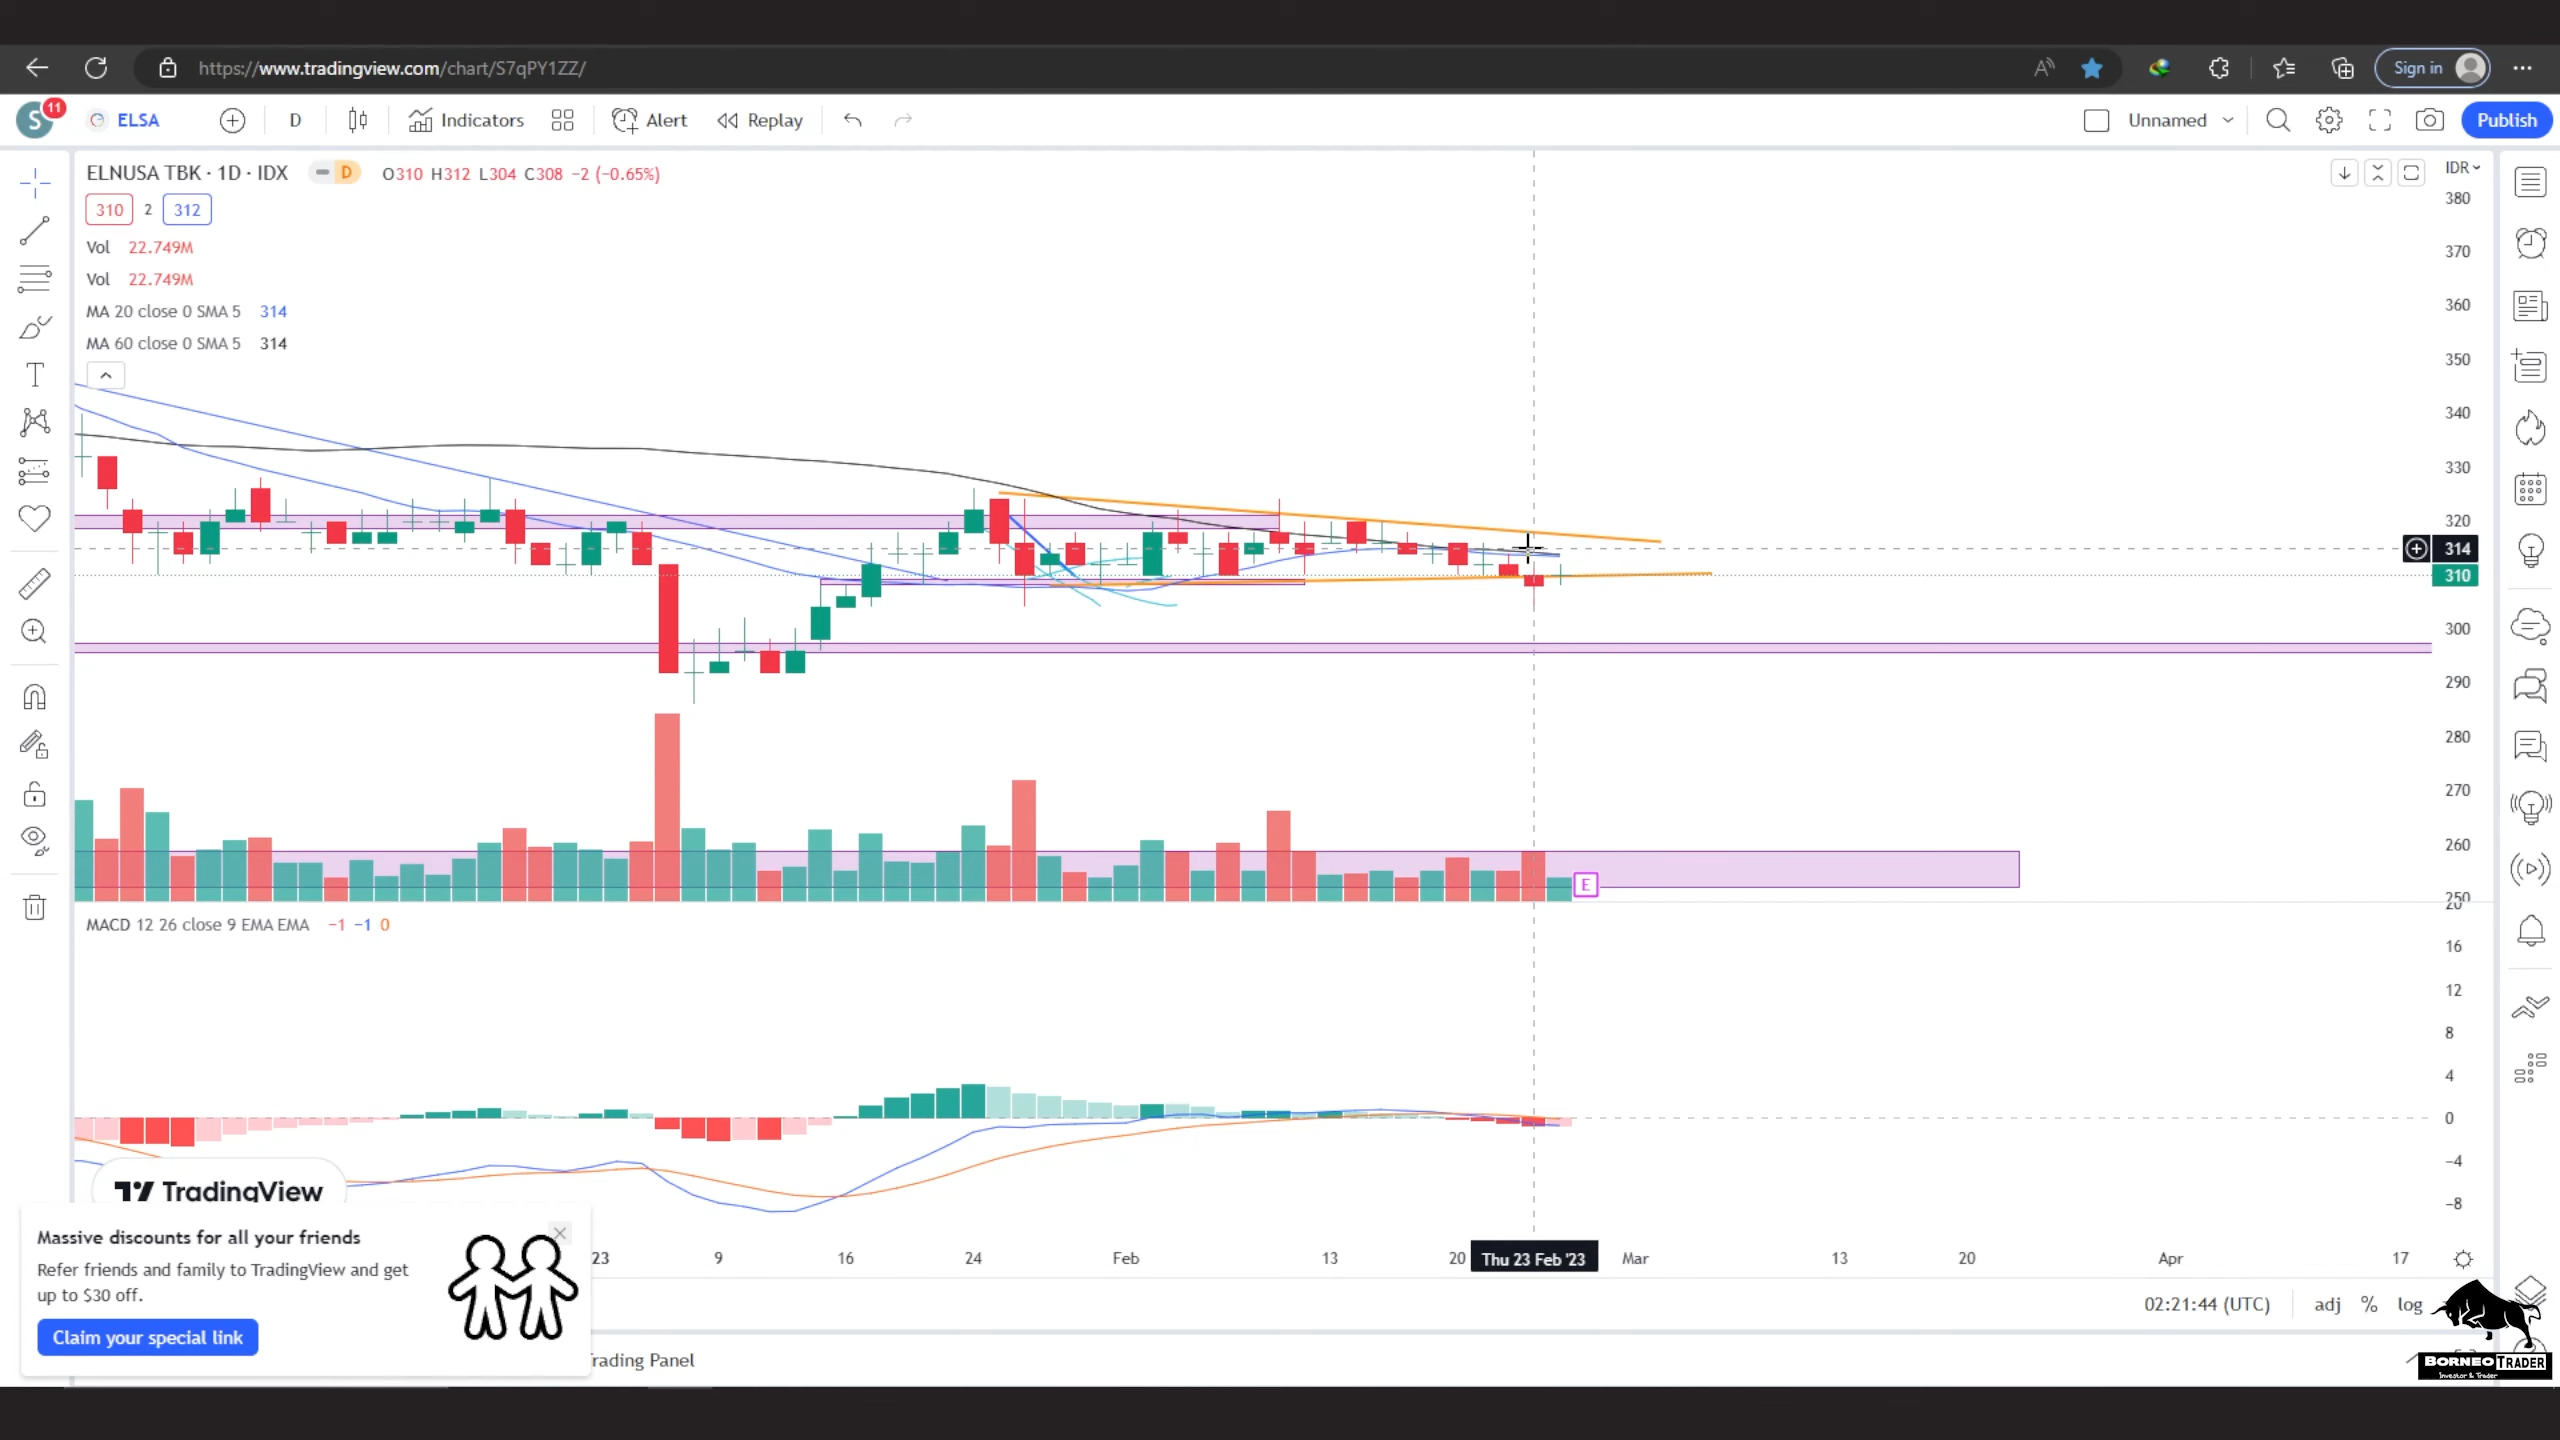 https://www.tradingview.com/chart/S7qPY1ZZ/
Sign in
S 11 ELSA D Indicators Alert Replay Unnamed Publish
ELNUSA TBK · 1D · IDX D O310 H312 L304 C308 −2 (−0.65%)
IDR
310 2 312
Vol 22.749M
Vol 22.749M
MA 20 close 0 SMA 5 314
MA 60 close 0 SMA 5 314
380
370
360
350
340
330
320
314
310
300
290
280
270
260
250
E
MACD 12 26 close 9 EMA EMA −1 −1 0
20
16
12
8
4
0
−4
−8
TradingView
23 9 16 24 Feb 13 20 Thu 23 Feb '23 Mar 13 20 Apr 17
Massive discounts for all your friends
Refer friends and family to TradingView and get
up to $30 off.
Claim your special link
02:21:44 (UTC) adj % log
Trading Panel
BORNEO TRADER
Investor & Trader